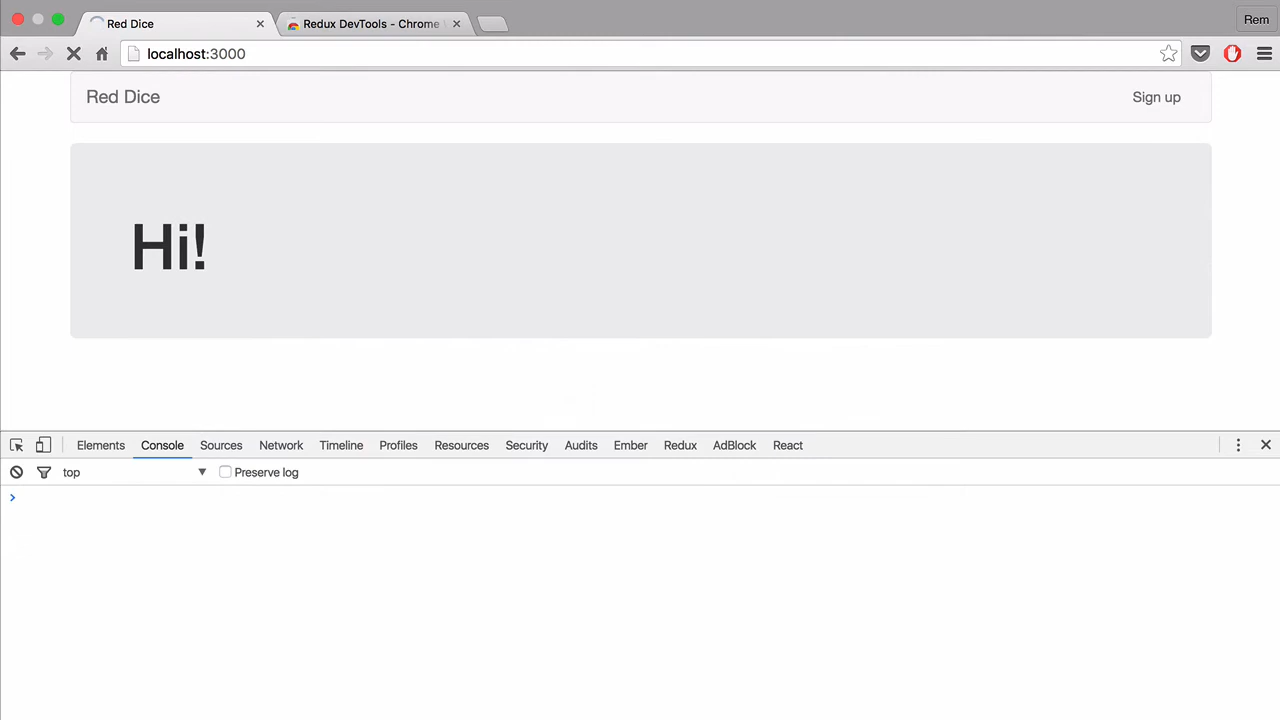 Red Dice
Redux DevTools - Chrome
Rem
localhost:3000
Red Dice
Sign up
Hi!
Elements Console Sources Network Timeline Profiles Resources Security Audits Ember Redux AdBlock React
top Preserve log